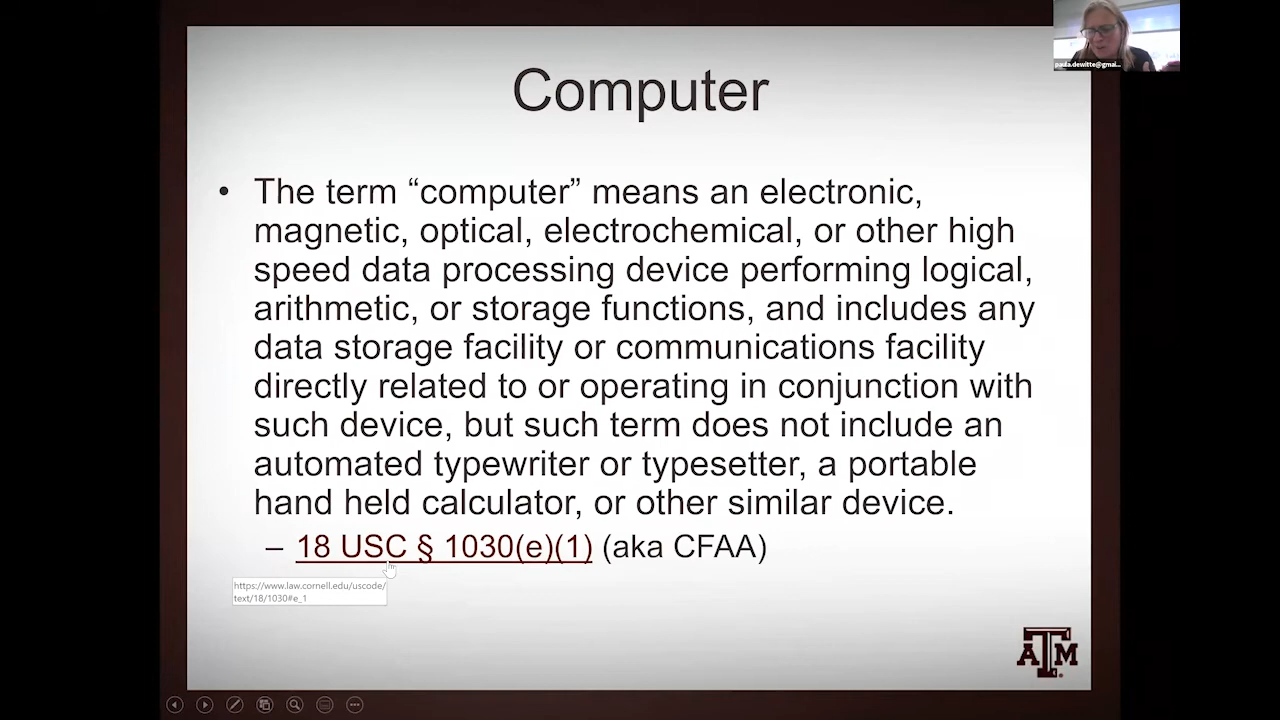 Computer
• The term “computer” means an electronic,
magnetic, optical, electrochemical, or other high
speed data processing device performing logical,
arithmetic, or storage functions, and includes any
data storage facility or communications facility
directly related to or operating in conjunction with
such device, but such term does not include an
automated typewriter or typesetter, a portable
hand held calculator, or other similar device.
– 18 USC § 1030(e)(1) (aka CFAA)
https://www.law.cornell.edu/uscode/
text/18/1030#e_1
paula.dewitte@gmai...
ATM